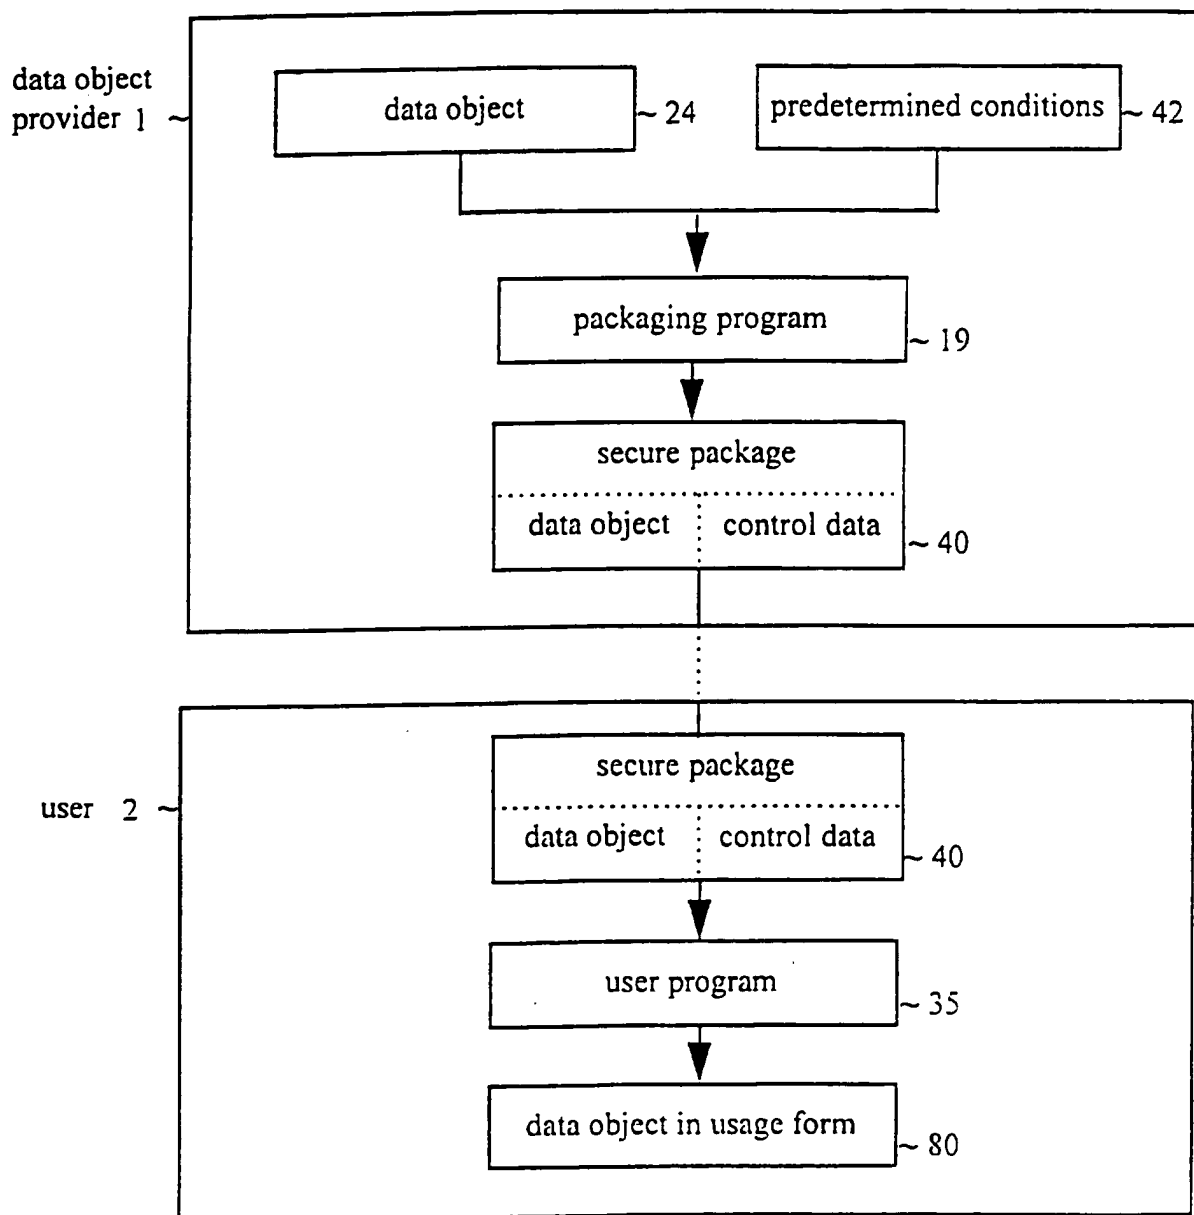 data object
provider 1 ~
data object ~ 24
predetermined conditions ~ 42
packaging program ~ 19
secure package
data object control data ~ 40
user 2 ~
secure package
data object control data ~ 40
user program ~ 35
data object in usage form ~ 80